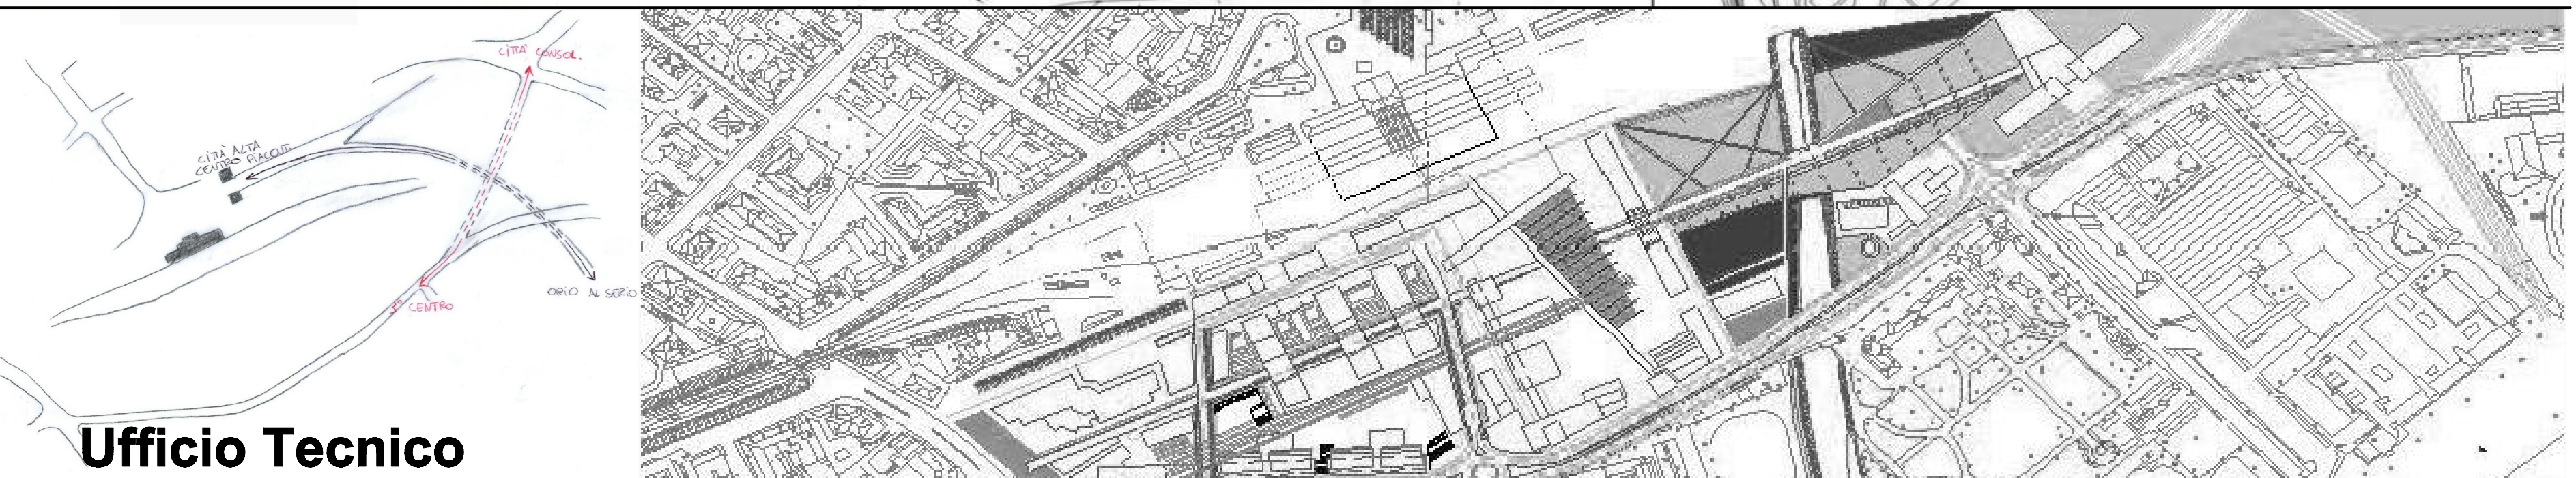 CITTÀ CONSOL.
CITTÀ ALTA
CENTRO PIACENTI
ORIO AL SERIO
CENTRO
Ufficio Tecnico